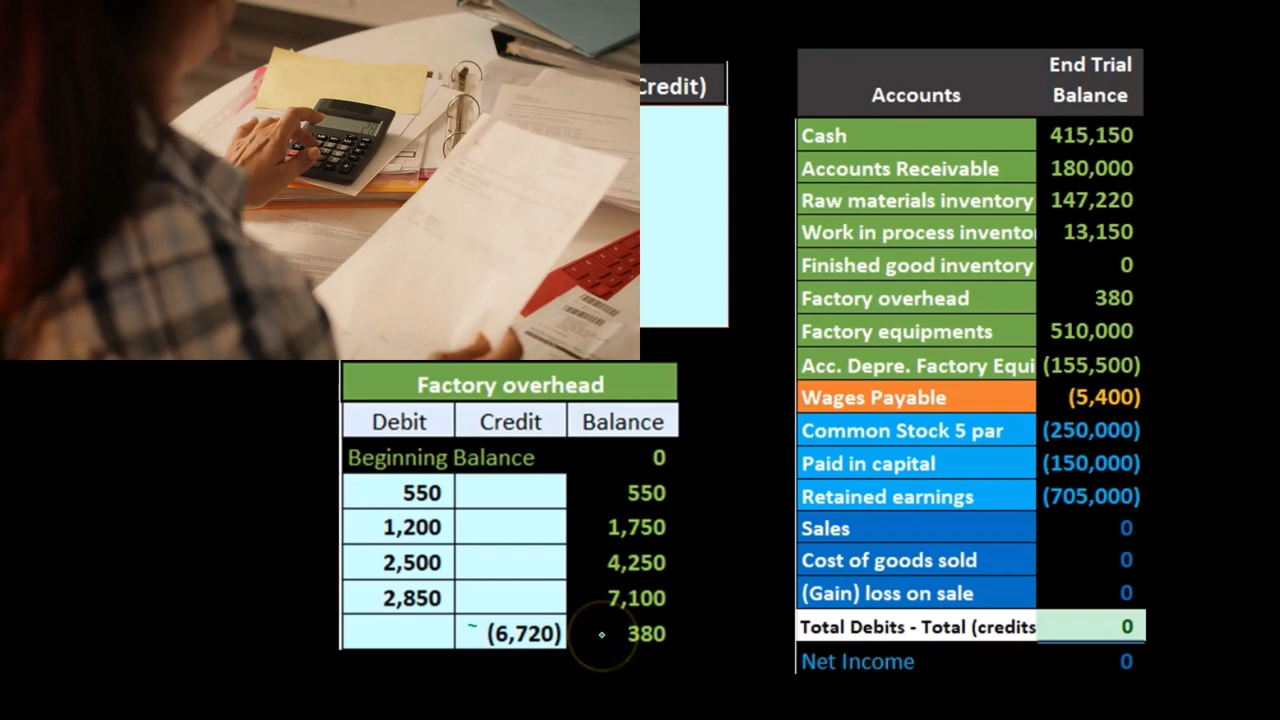 Credit)
Factory overhead
Debit Credit Balance
Beginning Balance 0
550 550
1,200 1,750
2,500 4,250
2,850 7,100
(6,720) 380
Accounts End Trial Balance
Cash 415,150
Accounts Receivable 180,000
Raw materials inventory 147,220
Work in process invento 13,150
Finished good inventory 0
Factory overhead 380
Factory equipments 510,000
Acc. Depre. Factory Equi (155,500)
Wages Payable (5,400)
Common Stock 5 par (250,000)
Paid in capital (150,000)
Retained earnings (705,000)
Sales 0
Cost of goods sold 0
(Gain) loss on sale 0
Total Debits - Total (credits 0
Net Income 0